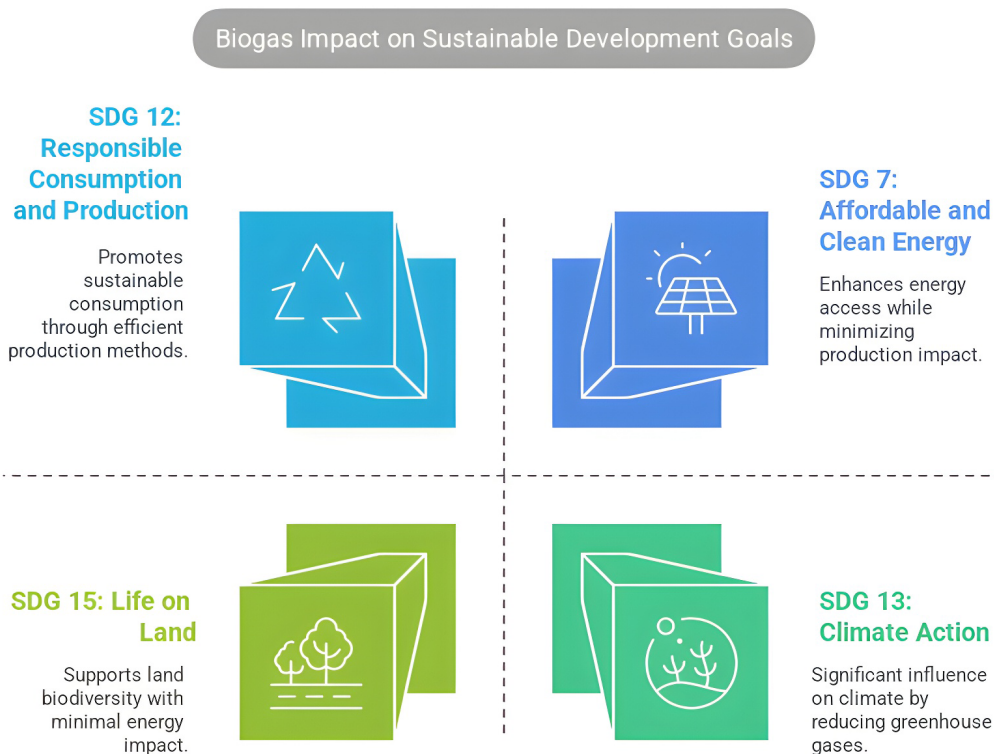 Biogas Impact on Sustainable Development Goals
SDG 12:
Responsible
Consumption
and Production
Promotes
sustainable
consumption
through efficient
production methods.
SDG 7:
Affordable and
Clean Energy
Enhances energy
access while
minimizing
production impact.
SDG 15: Life on
Land
Supports land
biodiversity with
minimal energy
impact.
SDG 13:
Climate Action
Significant influence
on climate by
reducing greenhouse
gases.